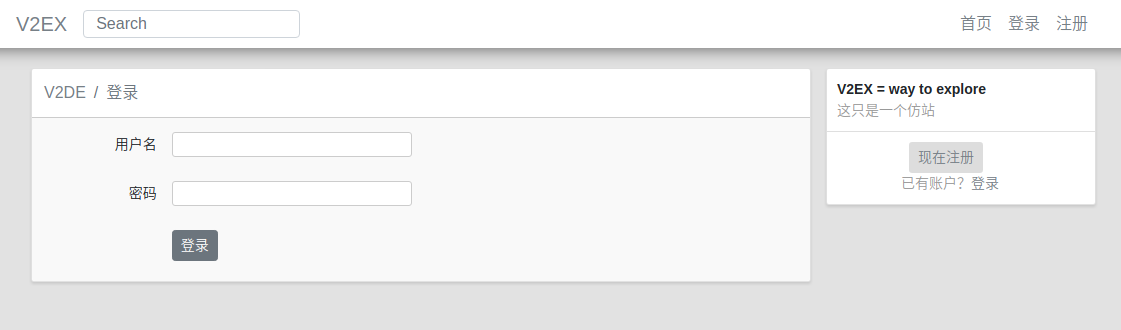 V2EX Search 首页 登录 注册
V2DE / 登录
用户名
密码
登录
V2EX = way to explore
这只是一个仿站
现在注册
已有账户? 登录